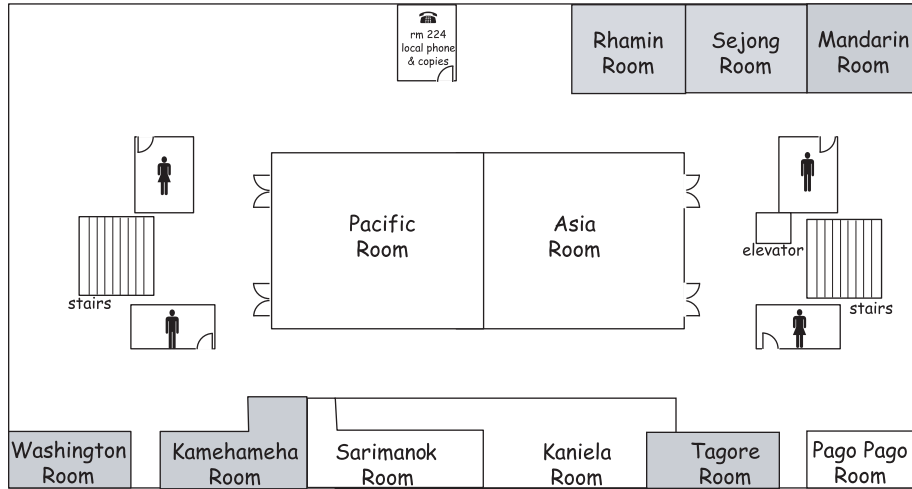 rm 224
local phone
& copies
Rhamin
Room
Sejong
Room
Mandarin
Room
Pacific
Room
Asia
Room
elevator
stairs
stairs
Washington
Room
Kamehameha
Room
Sarimanok
Room
Kaniela
Room
Tagore
Room
Pago Pago
Room